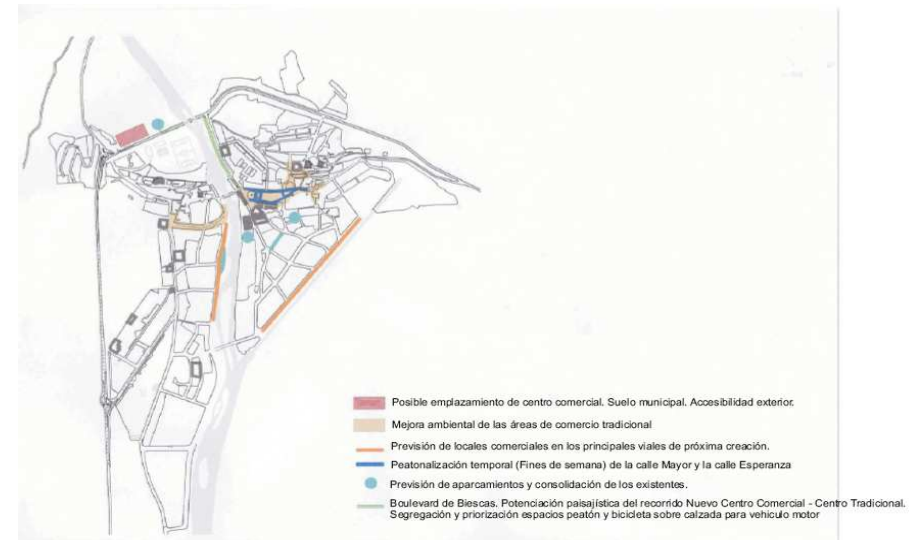 Posible emplazamiento de centro comercial. Suelo municipal. Accesibilidad exterior.
Mejora ambiental de las áreas de comercio tradicional
Previsión de locales comerciales en los principales viales de próxima creación.
Peatonalización temporal (Fines de semana) de la calle Mayor y la calle Esperanza
Previsión de aparcamientos y consolidación de los existentes.
Boulevard de Biescas. Potenciación paisajística del recorrido Nuevo Centro Comercial - Centro Tradicional.
Segregación y priorización espacios peatón y bicicleta sobre calzada para vehiculo motor